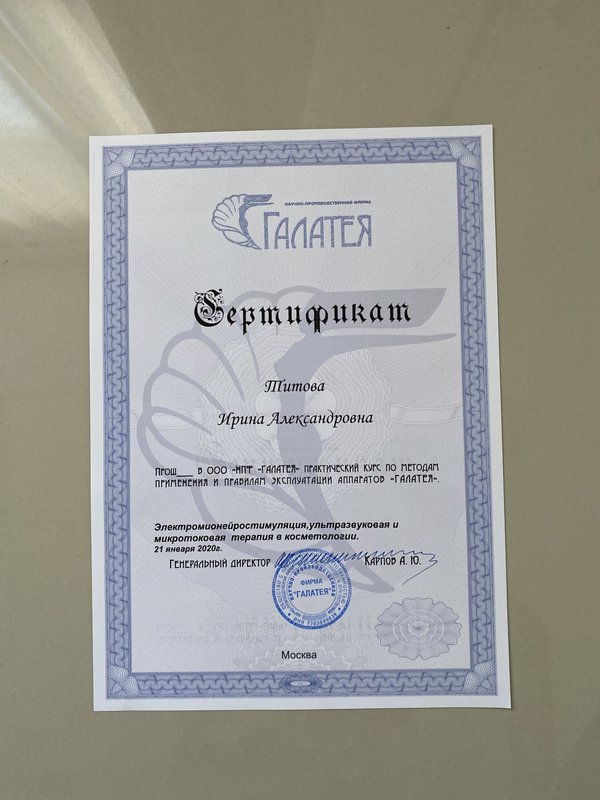 НАУЧНО-ПРОИЗВОДСТВЕННАЯ ФИРМА
ГАЛАТЕЯ
Сертификат
Титова
Ирина Александровна
Прош___ в ООО «НПФ «ГАЛАТЕЯ» практический курс по методам
применения и правилам эксплуатации аппаратов «ГАЛАТЕЯ».
Электромионейростимуляция,ультразвуковая и
микротоковая терапия в косметологии.
21 января 2020г.
Генеральный директор Карпов А. Ю.
ФИРМА
"ГАЛАТЕЯ"
Москва